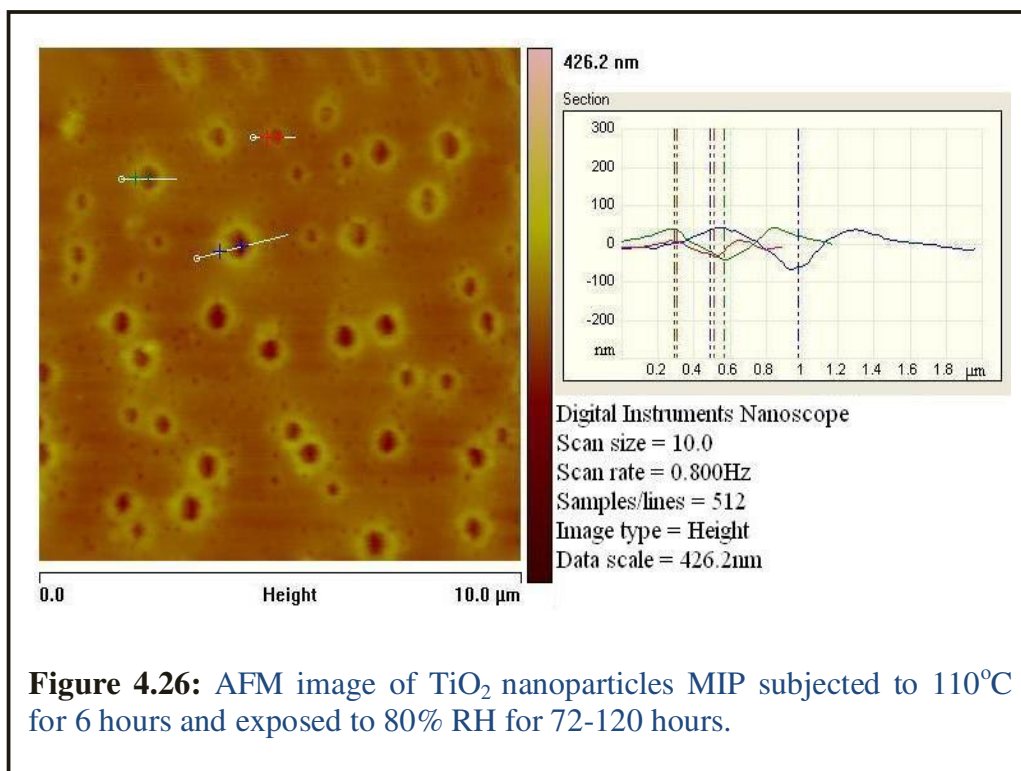 426.2 nm
Section
300
200
100
0
-100
-200
nm
0.2 0.4 0.6 0.8 1 1.2 1.4 1.6 1.8 µm
Digital Instruments Nanoscope
Scan size = 10.0
Scan rate = 0.800Hz
Samples/lines = 512
Image type = Height
Data scale = 426.2nm
0.0 Height 10.0 µm
Figure 4.26: AFM image of TiO₂ nanoparticles MIP subjected to 110°C
for 6 hours and exposed to 80% RH for 72-120 hours.